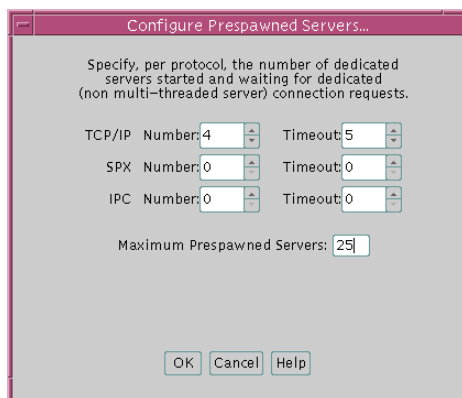 Configure Prespawned Servers...
Specify, per protocol, the number of dedicated
servers started and waiting for dedicated
(non multi-threaded server) connection requests.
TCP/IP Number: 4 Timeout: 5
SPX Number: 0 Timeout: 0
IPC Number: 0 Timeout: 0
Maximum Prespawned Servers: 25
OK Cancel Help